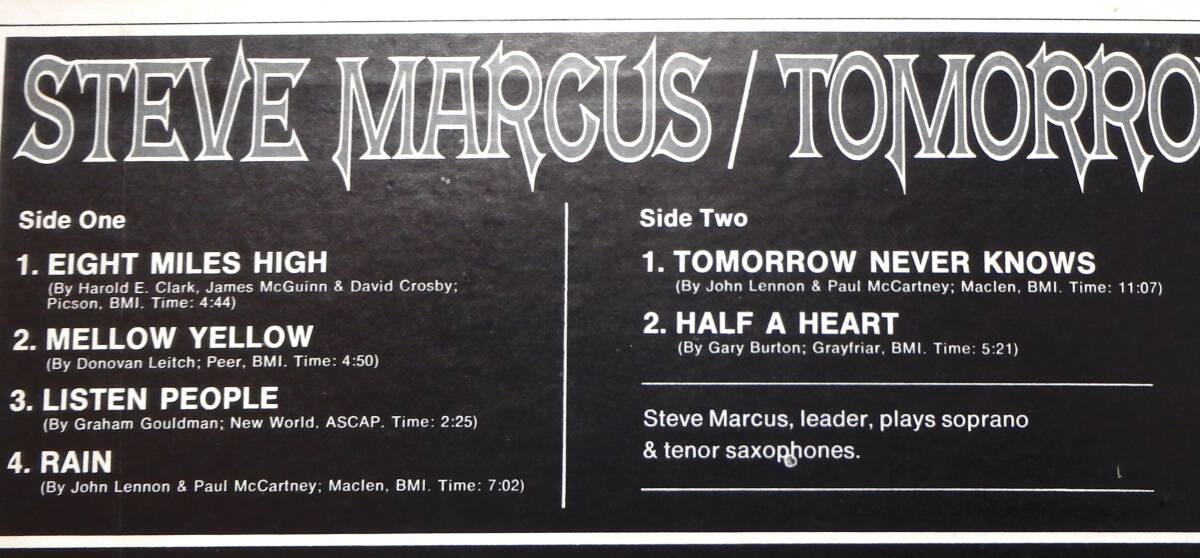 STEVE MARCUS / TOMORRO
Side One
1. EIGHT MILES HIGH
(By Harold E. Clark, James McGuinn & David Crosby;
Picson, BMI. Time: 4:44)
2. MELLOW YELLOW
(By Donovan Leitch; Peer, BMI. Time: 4:50)
3. LISTEN PEOPLE
(By Graham Gouldman; New World, ASCAP. Time: 2:25)
4. RAIN
(By John Lennon & Paul McCartney; Maclen, BMI. Time: 7:02)
Side Two
1. TOMORROW NEVER KNOWS
(By John Lennon & Paul McCartney; Maclen, BMI. Time: 11:07)
2. HALF A HEART
(By Gary Burton; Grayfriar, BMI. Time: 5:21)
Steve Marcus, leader, plays soprano
& tenor saxophones.